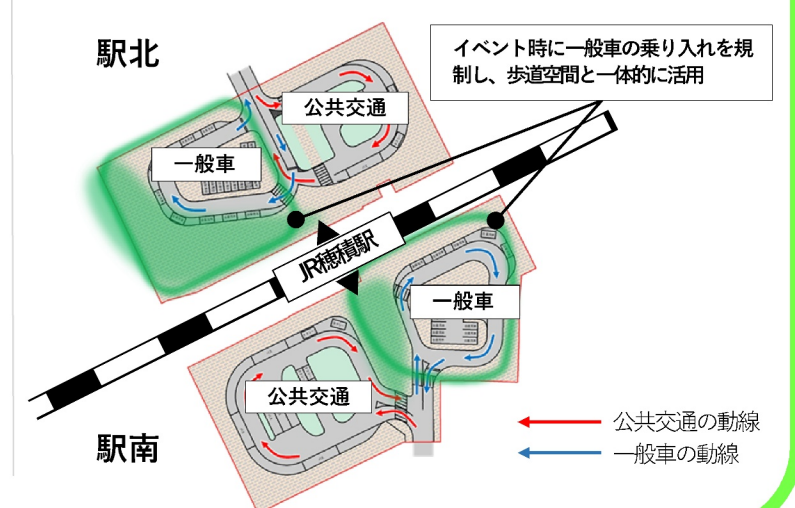 駅北
イベント時に一般車の乗り入れを規
制し、歩道空間と一体的に活用
公共交通
一般車
JR穂積駅
一般車
公共交通
駅南
公共交通の動線
一般車の動線